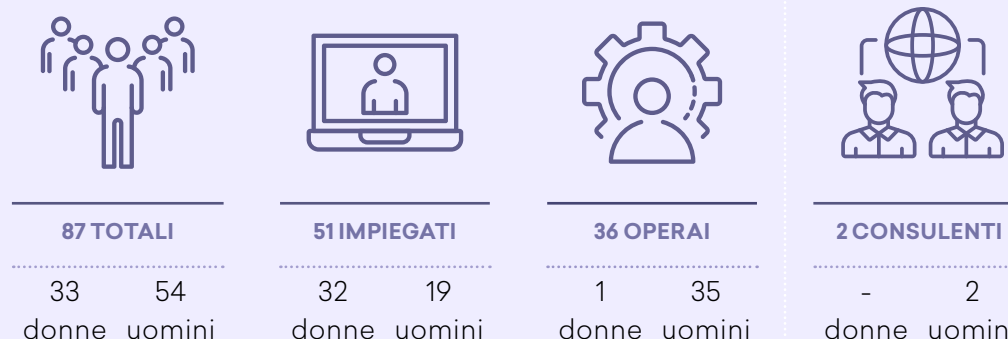 87 TOTALI
33 54
donne uomini
51 IMPIEGATI
32 19
donne uomini
36 OPERAI
1 35
donne uomini
2 CONSULENTI
- 2
donne uomini